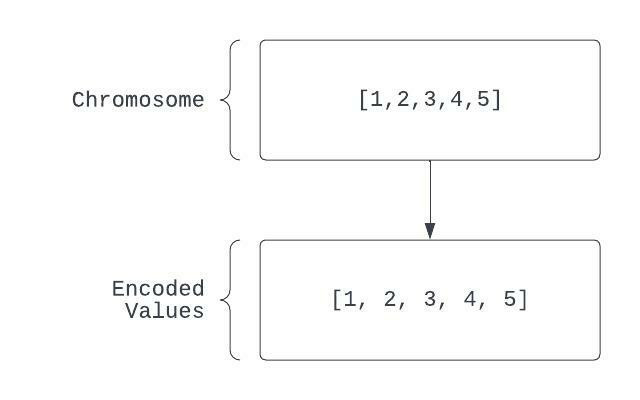 Chromosome
[1,2,3,4,5]
Encoded
Values
[1, 2, 3, 4, 5]